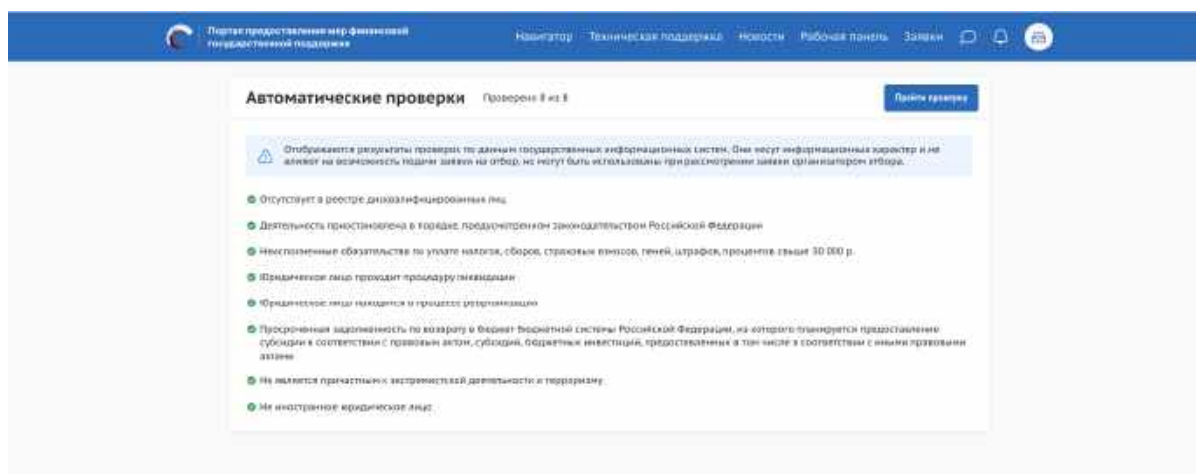 Портал предоставления мер финансовой
государственной поддержки
Навигатор Техническая поддержка Новости Рабочая панель Заявки
Автоматические проверки Проверено 8 из 8
Пройти проверку
Отображаются результаты проверок по данным государственных информационных систем. Они несут информационных характер и не
влияют на возможность подачи заявки на отбор, но могут быть использованы при рассмотрении заявки организатором отбора.
Отсутствует в реестре дисквалифицированных лиц
Деятельность приостановлена в порядке, предусмотренном законодательством Российской Федерации
Неисполненные обязательства по уплате налогов, сборов, страховых взносов, пеней, штрафов, процентов свыше 30 000 р.
Юридическое лицо проходит процедуру ликвидации
Юридическое лицо находится в процессе реорганизации
Просроченная задолженность по возврату в бюджет бюджетной системы Российской Федерации, из которого планируется предоставление
субсидии в соответствии с правовым актом, субсидий, бюджетных инвестиций, предоставленных в том числе в соответствии с иными правовыми
актами
Не является причастным к экстремистской деятельности и терроризму
Не иностранное юридическое лицо